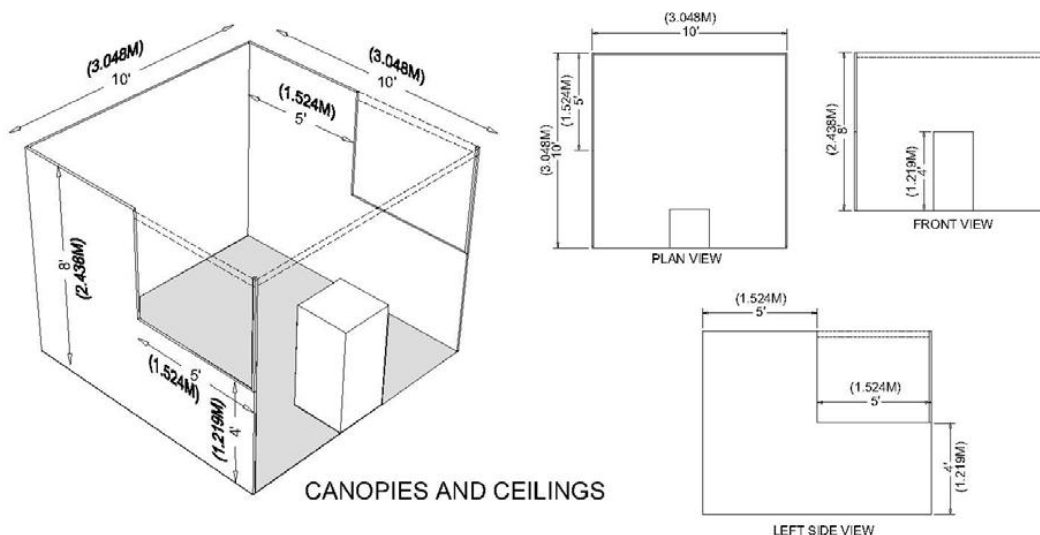 (3.048M)
10'
(3.048M)
10'
(1.524M)
5'
8'
(2.438M)
5'
(1.524M)
4'
(1.219M)
CANOPIES AND CEILINGS
(3.048M)
10'
(1.524M)
5'
(3.048M)
10'
PLAN VIEW
(2.438M)
8'
(1.219M)
4'
FRONT VIEW
(1.524M)
5'
(1.524M)
5'
4'
(1.219M)
LEFT SIDE VIEW